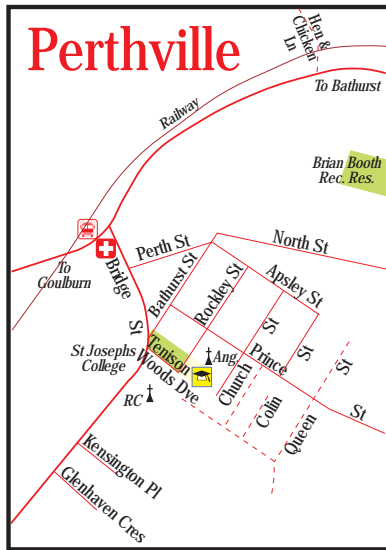 Perthville
Hen &
Chicken
Ln
To Bathurst
Railway
Brian Booth
Rec. Res.
Perth St
North St
To
Goulburn
Bridge
St
Bathurst St
Rockley St
Apsley St
St
St
St Josephs
College
Tenison
Woods Dve
Ang
Prince
St
Church
Colin
Queen
St
RC
Kensington Pl
Glenhaven Cres